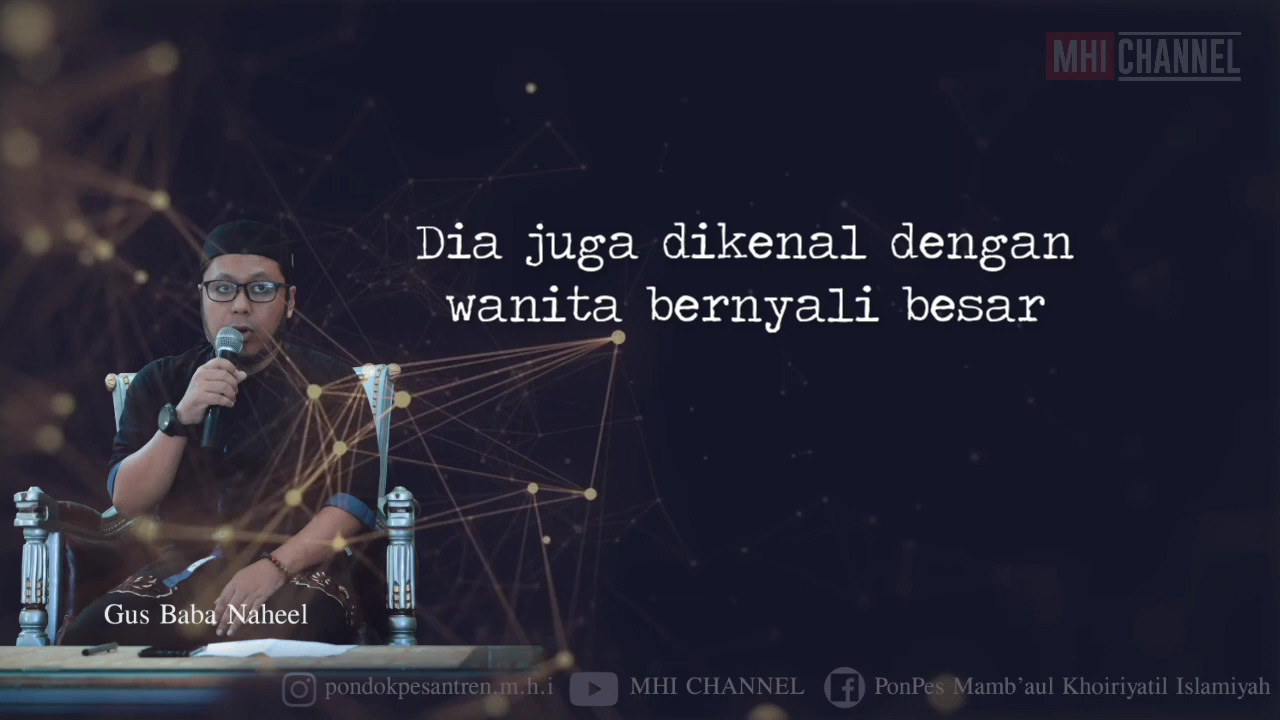 MHI CHANNEL
Dia juga dikenal dengan
wanita bernyali besar
Gus Baba Naheel
pondokpesantren.m.h.i
MHI CHANNEL
PonPes Mamb'aul Khoiriyatil Islamiyah